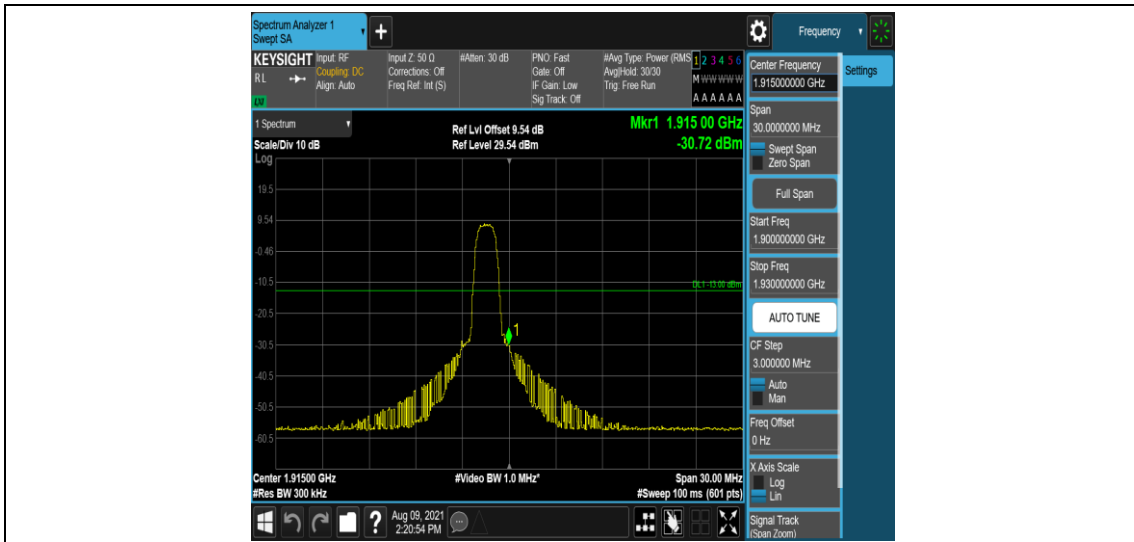 Spectrum Analyzer 1
Swept SA
+
Frequency
KEYSIGHT
RL
LM
Input: RF
Coupling: DC
Align: Auto
Input Z: 50 Ω
Corrections: Off
Freq Ref: Int (S)
#Atten: 30 dB
PNO: Fast
Gate: Off
IF Gain: Low
Sig Track: Off
#Avg Type: Power (RMS
Avg|Hold: 30/30
Trig: Free Run
1 2 3 4 5 6
M W W W W W
A A A A A A
1 Spectrum
Scale/Div 10 dB
Ref Lvl Offset 9.54 dB
Ref Level 29.54 dBm
Mkr1 1.915 00 GHz
-30.72 dBm
Log
19.5
9.54
-0.46
-10.5
-20.5
-30.5
-40.5
-50.5
-60.5
DL1 -13.00 dBm
1
Center 1.91500 GHz
#Res BW 300 kHz
#Video BW 1.0 MHz*
Span 30.00 MHz
#Sweep 100 ms (601 pts)
Center Frequency
1.915000000 GHz
Settings
Span
30.0000000 MHz
Swept Span
Zero Span
Full Span
Start Freq
1.900000000 GHz
Stop Freq
1.930000000 GHz
AUTO TUNE
CF Step
3.000000 MHz
Auto
Man
Freq Offset
0 Hz
X Axis Scale
Log
Lin
Signal Track
(Span Zoom)
?
Aug 09, 2021
2:20:54 PM